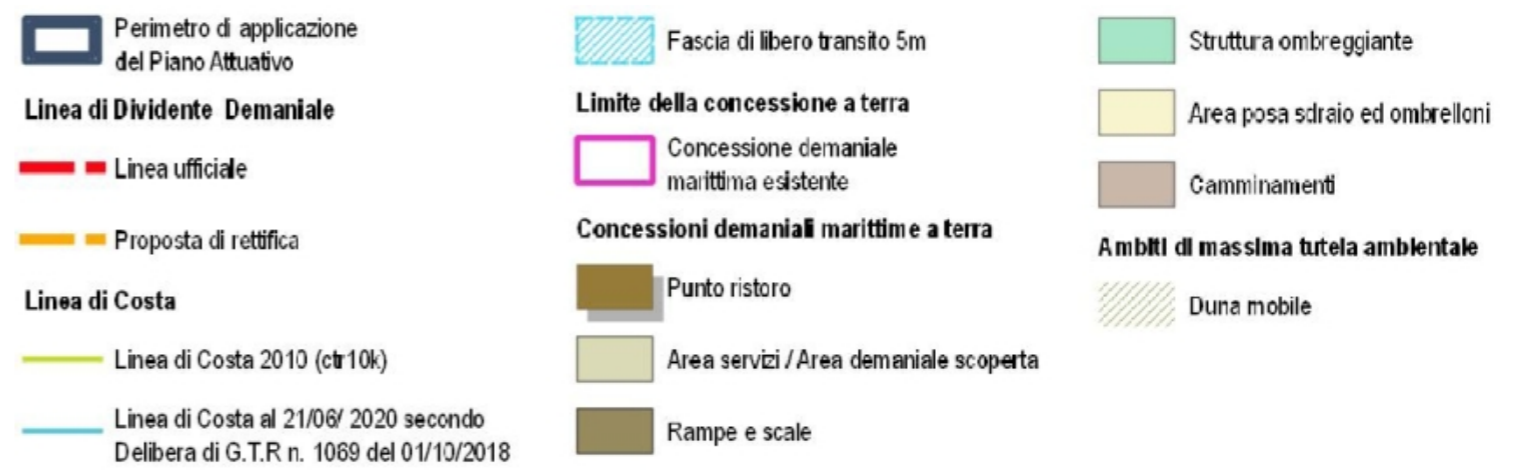 Perimetro di applicazione
del Piano Attuativo
Linea di Dividente Demaniale
Linea ufficiale
Proposta di rettifica
Linea di Costa
Linea di Costa 2010 (ctr10k)
Linea di Costa al 21/06/ 2020 secondo
Delibera di G.T.R n. 1069 del 01/10/2018
Fascia di libero transito 5m
Limite della concessione a terra
Concessione demaniale
marittima esistente
Concessioni demaniali marittime a terra
Punto ristoro
Area servizi / Area demaniale scoperta
Rampe e scale
Struttura ombreggiante
Area posa sdraio ed ombrelloni
Camminamenti
Ambiti di massima tutela ambientale
Duna mobile